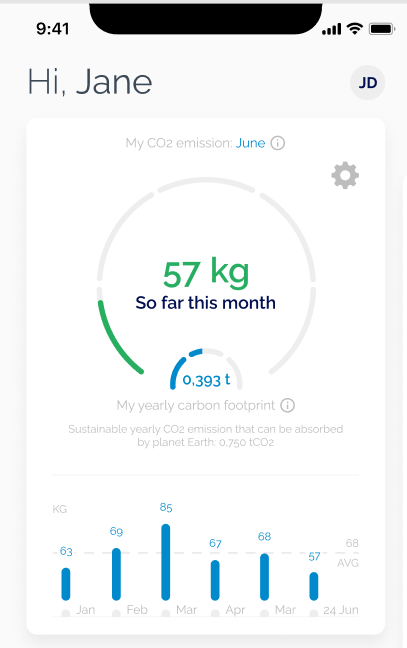 9:41
Hi, Jane
JD
My CO2 emission: June
57 kg
So far this month
0,393 t
My yearly carbon footprint
Sustainable yearly CO2 emission that can be absorbed
by planet Earth: 0,750 tCO2
KG
63
69
85
67
68
57
68
AVG
Jan
Feb
Mar
Apr
Mar
24 Jun